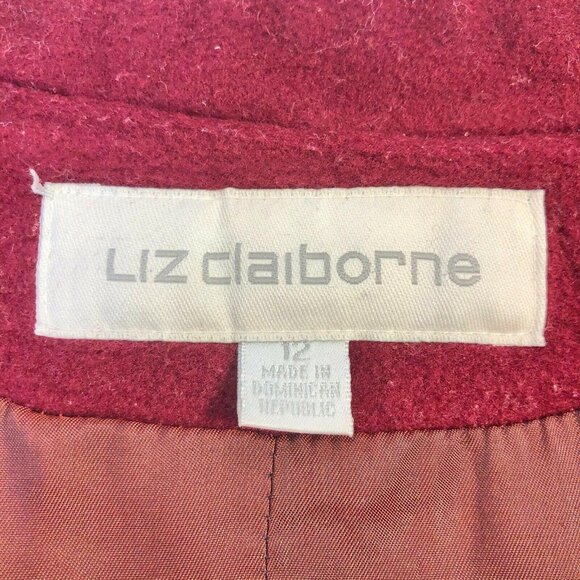 Liz claiborne
12
MADE IN
DOMINICAN
REPUBLIC